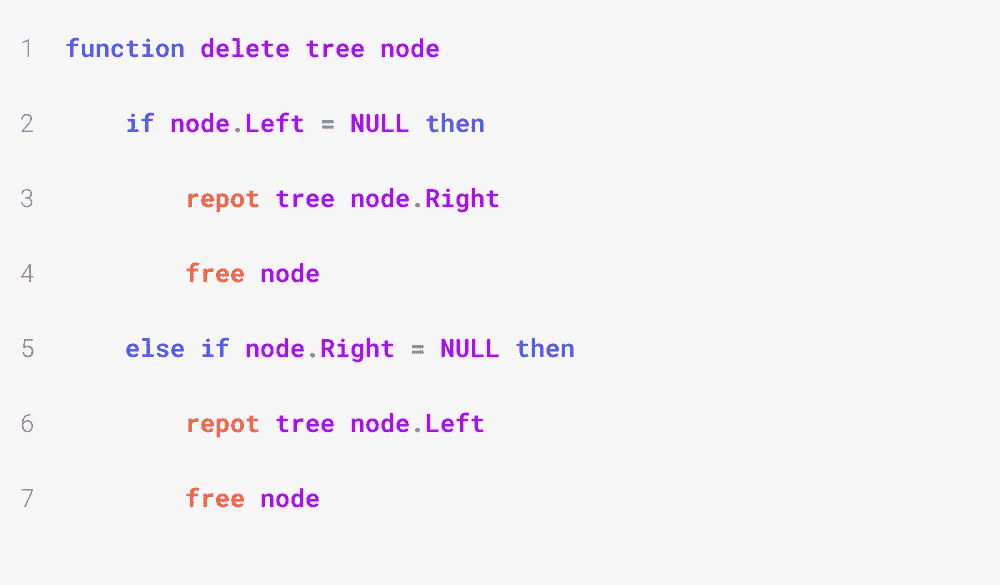 1 function delete tree node
2 if node.Left = NULL then
3 repot tree node.Right
4 free node
5 else if node.Right = NULL then
6 repot tree node.Left
7 free node